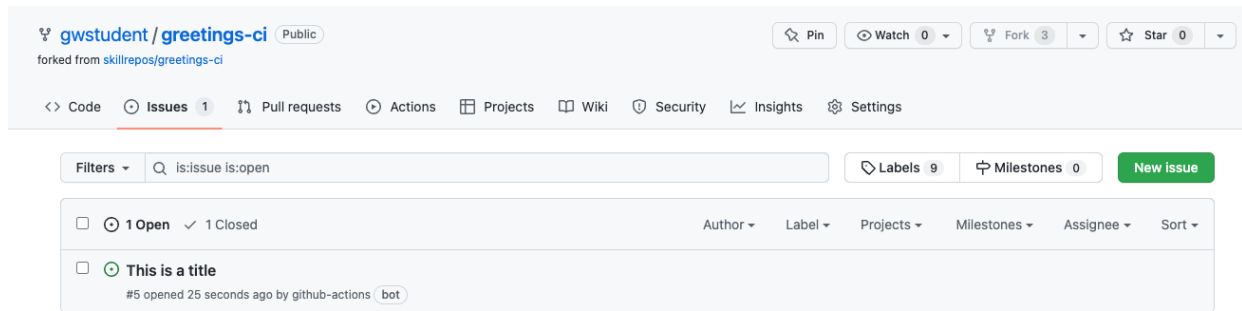 gwstudent / greetings-ci Public Pin Watch 0 Fork 3 Star 0
forked from skillrepos/greetings-ci
<> Code Issues 1 Pull requests Actions Projects Wiki Security Insights Settings
Filters is:issue is:open Labels 9 Milestones 0 New issue
1 Open 1 Closed Author Label Projects Milestones Assignee Sort
This is a title
#5 opened 25 seconds ago by github-actions bot